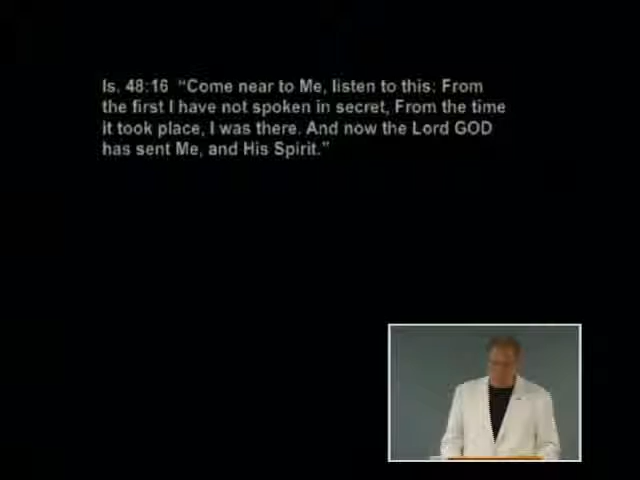 Is. 48:16 “Come near to Me, listen to this: From
the first I have not spoken in secret, From the time
it took place, I was there. And now the Lord GOD
has sent Me, and His Spirit.”